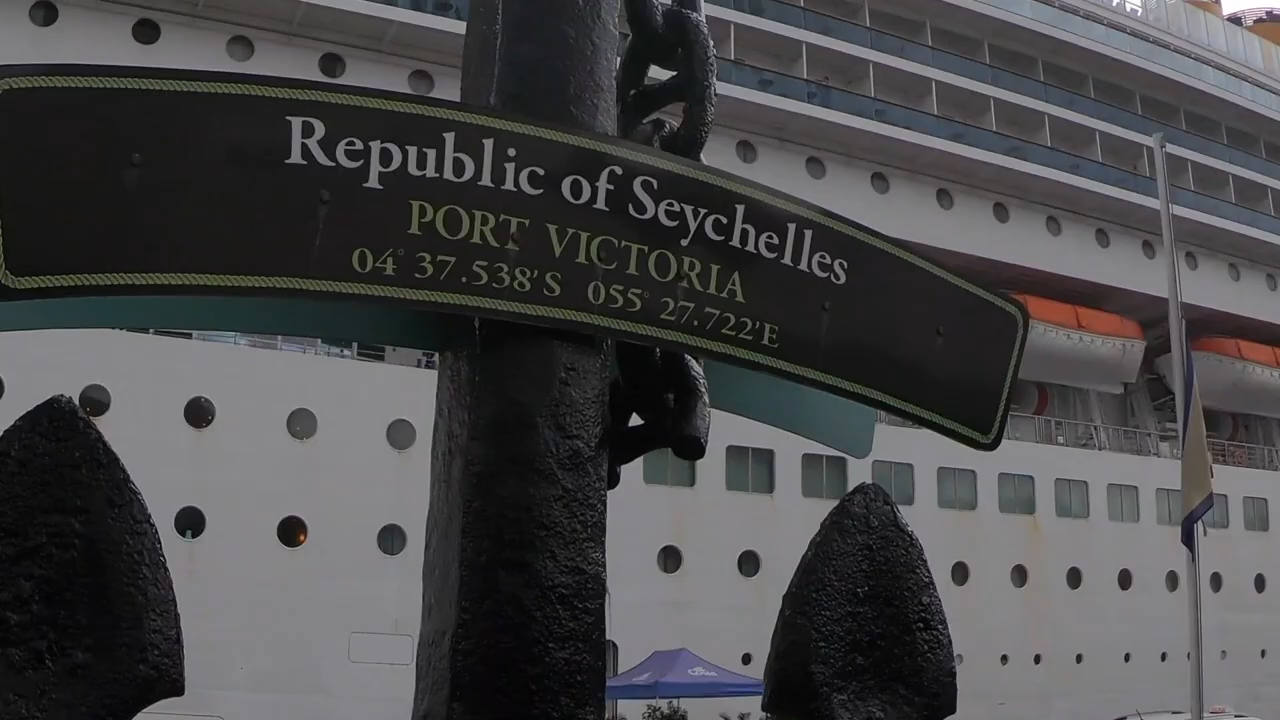 Republic of Seychelles
PORT VICTORIA
04° 37.538'S 055° 27.722'E